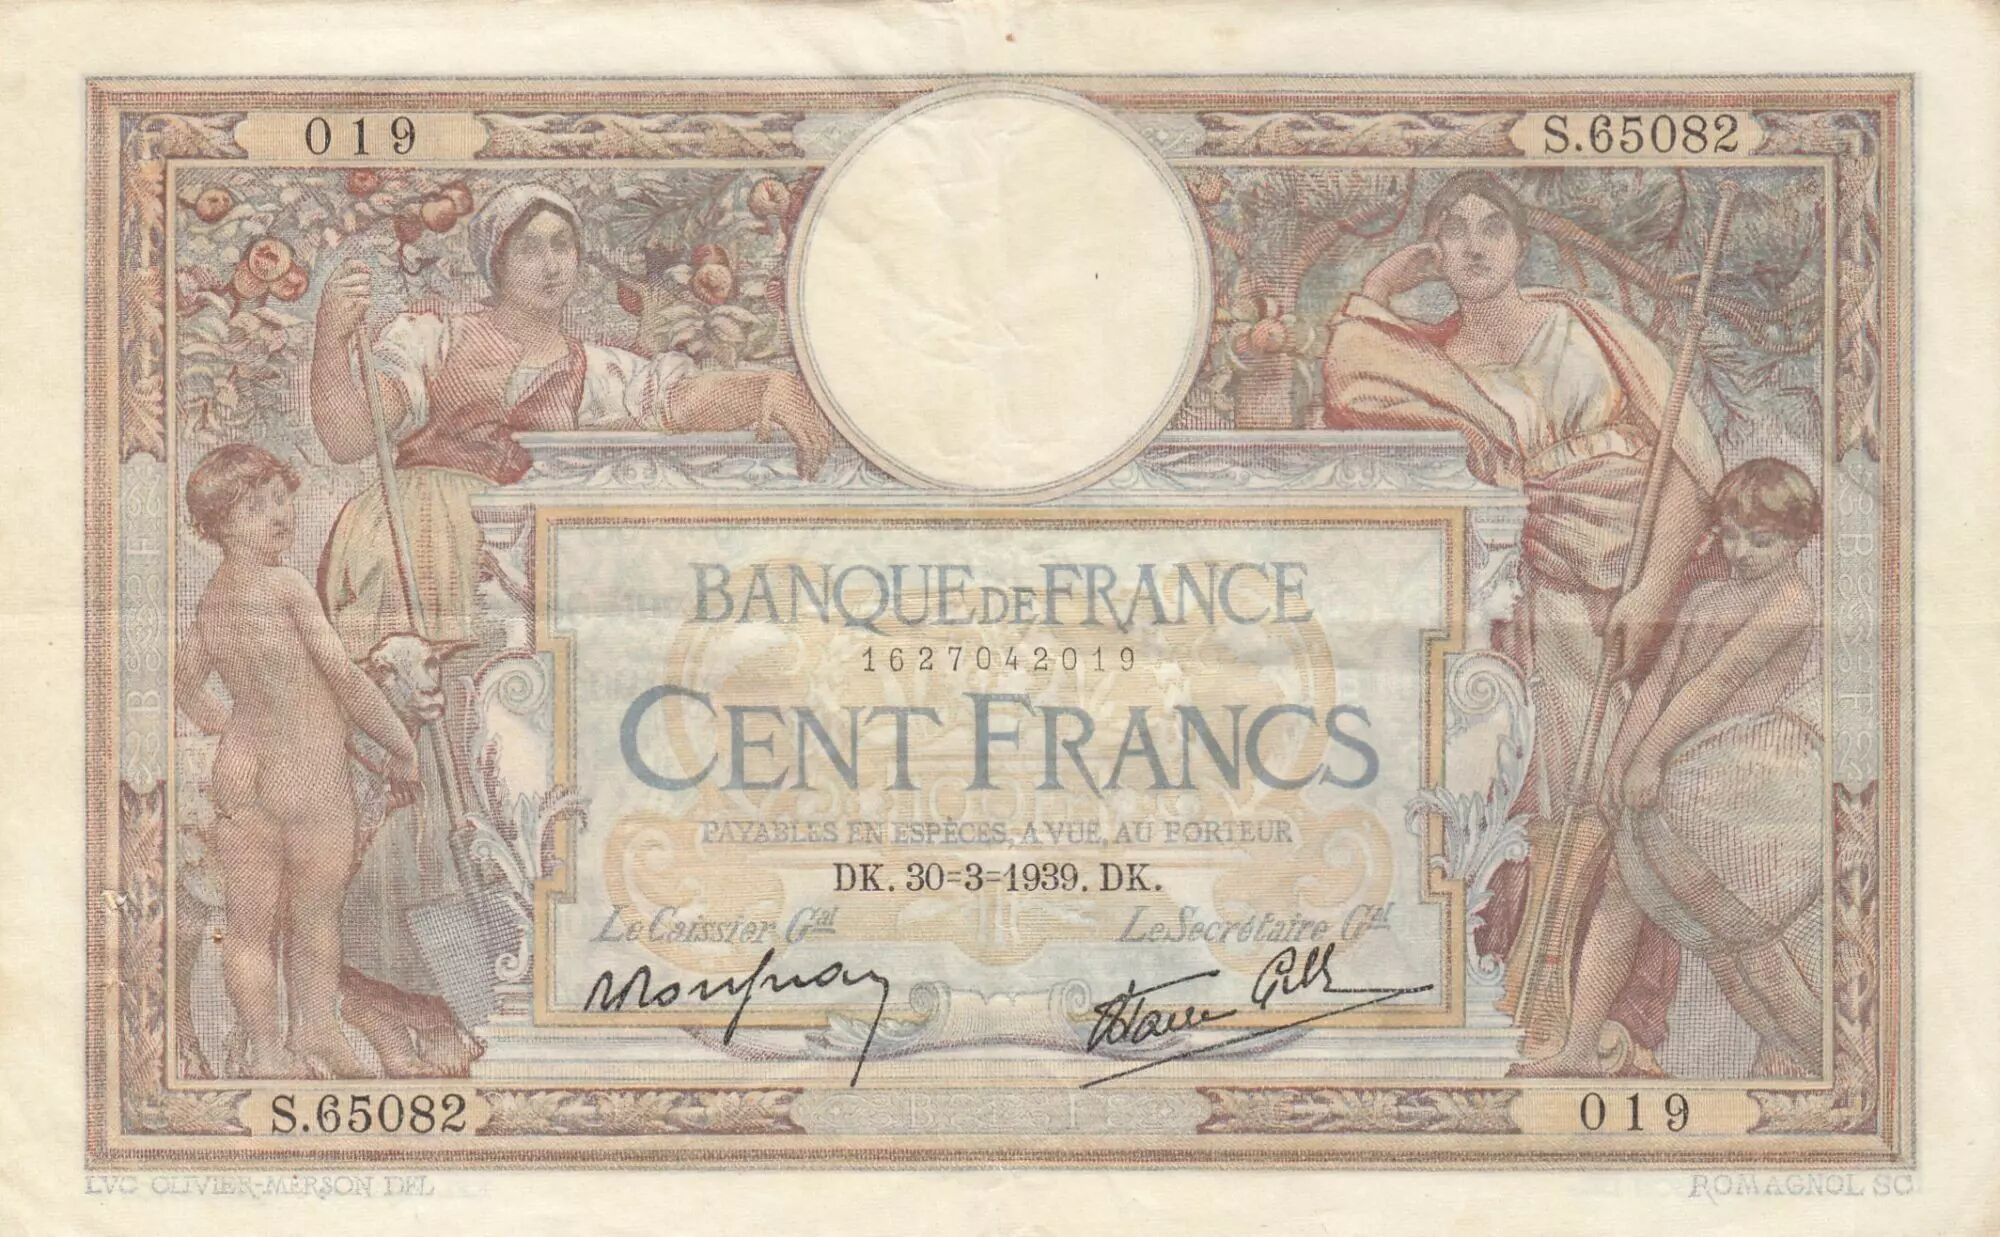 019
S.65082
BANQUE DE FRANCE
1627042019
CENT FRANCS
PAYABLES EN ESPÈCES, A VUE, AU PORTEUR
DK. 30=3=1939. DK.
Le Caissier Gal
Le Secrétaire Gal
S.65082
019
LVC OLIVIER-MERSON DEL
ROMAGNOL SC